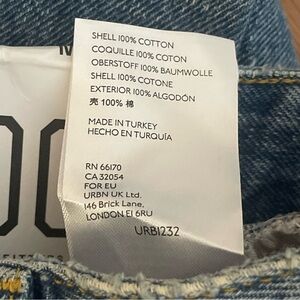 SHELL 100% COTTON
COQUILLE 100% COTON
OBERSTOFF 100% BAUMWOLLE
SHELL 100% COTONE
EXTERIOR 100% ALGODÓN
売 100% 棉
MADE IN TURKEY
HECHO EN TURQUÍA
RN 66170
CA 32054
FOR EU
URBN UK Ltd.
146 Brick Lane,
LONDON E1 6RU
URB1232